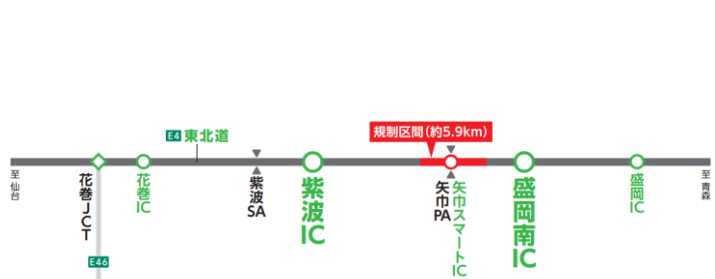 規制区間(約5.9km)
E4 東北道
至 仙台
花巻JCT
花巻IC
紫波SA
紫波IC
矢巾PA
矢巾スマートIC
盛岡南IC
盛岡IC
至 青森
E46